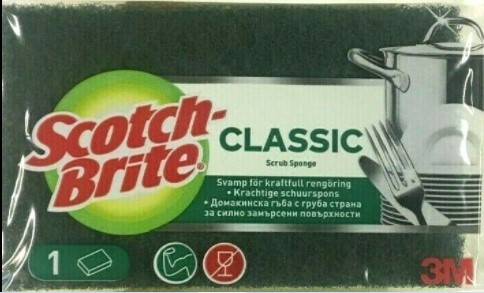 Scotch-
Brite®
CLASSIC
Scrub Sponge
Svamp för kraftfull rengöring
• Krachtige schuurspons
• Домакинска гъба с груба страна
за силно замърсени повърхности
1
3M